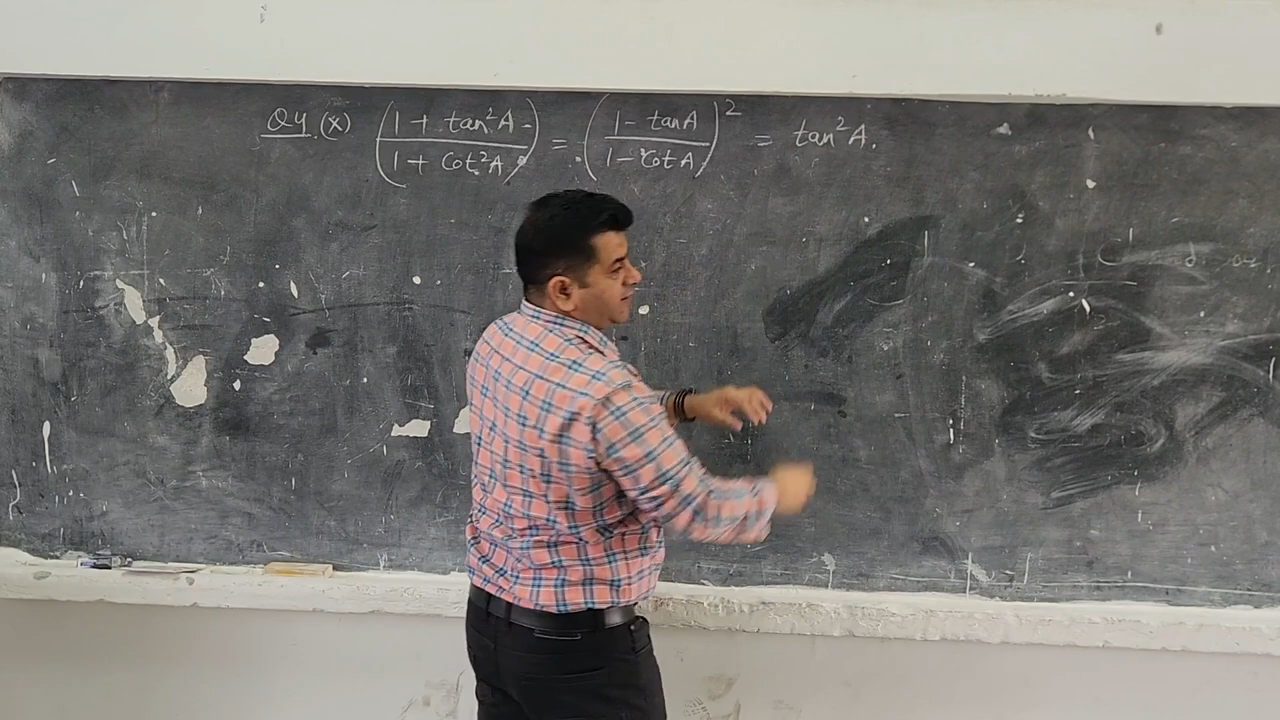 Q4.(x) (1 + tan²A / 1 + Cot²A) = (1 - tanA / 1 - CotA)² = tan²A.